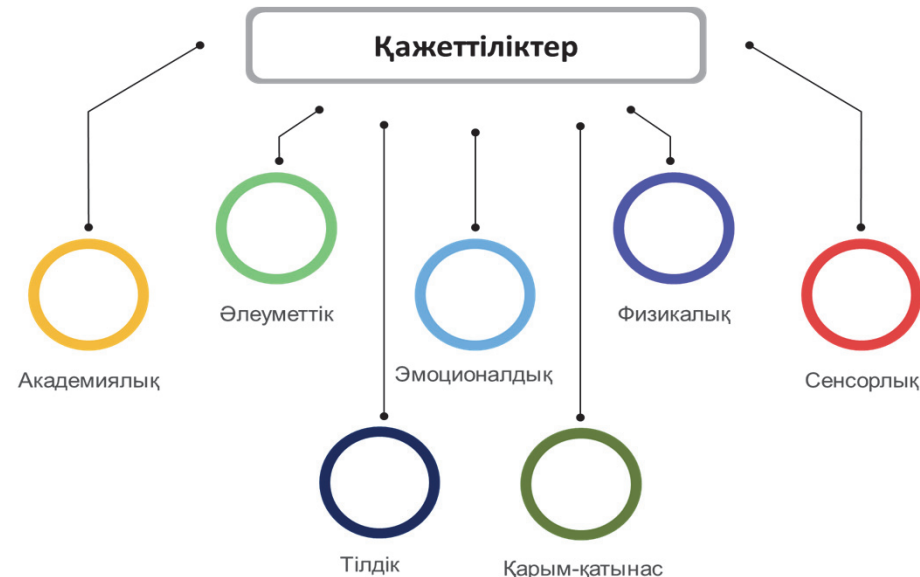 Қажеттіліктер
Әлеуметтік
Физикалық
Академиялық
Эмоционалдық
Сенсорлық
Тілдік
Қарым-қатынас